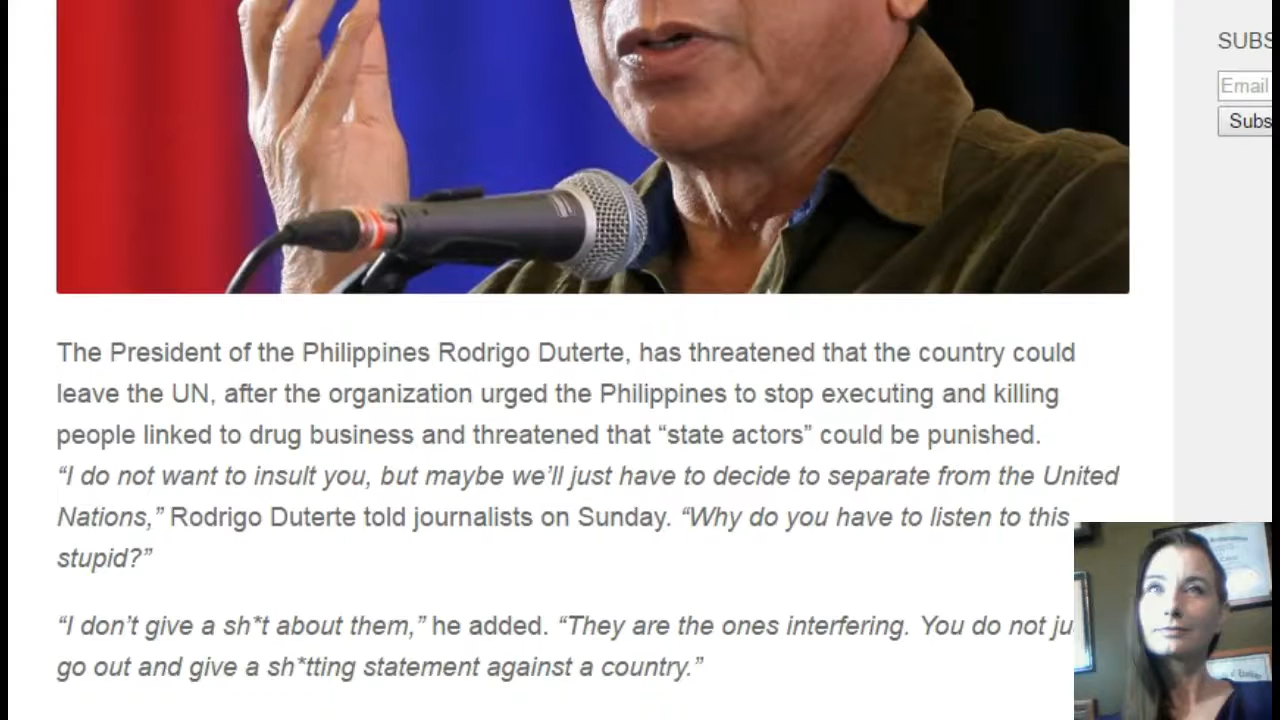 SUBS
Email
Subs
The President of the Philippines Rodrigo Duterte, has threatened that the country could
leave the UN, after the organization urged the Philippines to stop executing and killing
people linked to drug business and threatened that “state actors” could be punished.
“I do not want to insult you, but maybe we’ll just have to decide to separate from the United
Nations,” Rodrigo Duterte told journalists on Sunday. “Why do you have to listen to this
stupid?”
“I don’t give a sh*t about them,” he added. “They are the ones interfering. You do not ju
go out and give a sh*tting statement against a country.”